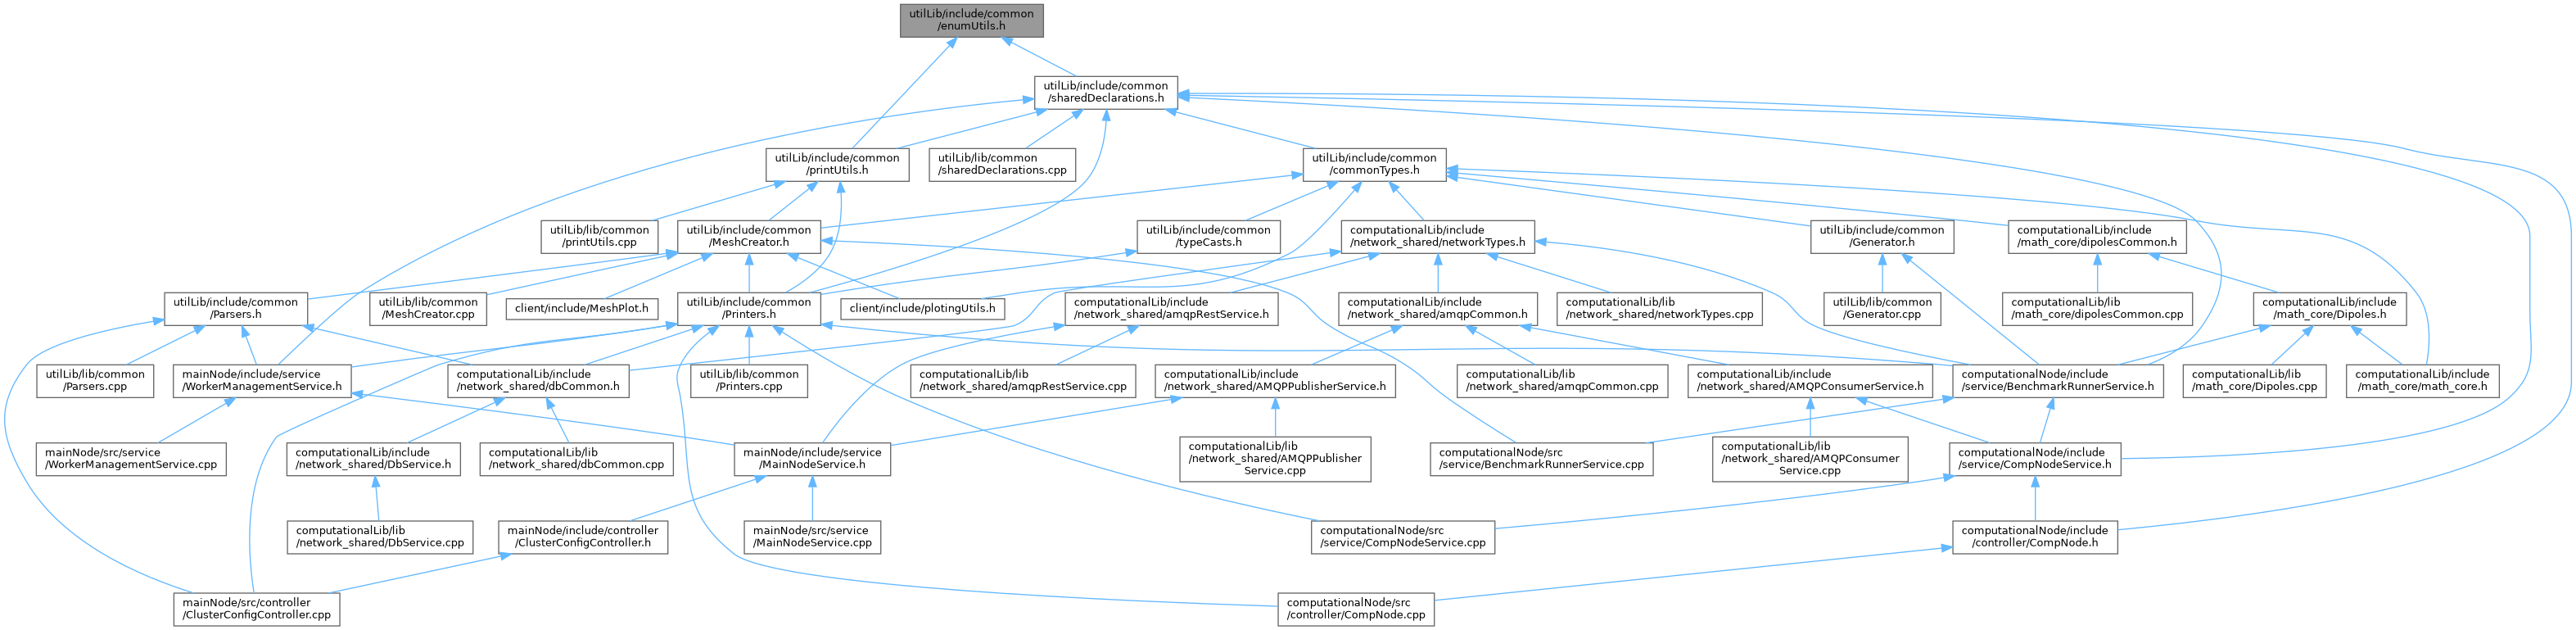 utilLib/include/common
/enumUtils.h
utilLib/include/common
/sharedDeclarations.h
utilLib/include/common
/printUtils.h
utilLib/lib/common
/sharedDeclarations.cpp
utilLib/include/common
/commonTypes.h
utilLib/lib/common
/printUtils.cpp
utilLib/include/common
/MeshCreator.h
utilLib/include/common
/typeCasts.h
computationalLib/include
/network_shared/networkTypes.h
utilLib/include/common
/Generator.h
computationalLib/include
/math_core/dipolesCommon.h
utilLib/include/common
/Parsers.h
utilLib/lib/common
/MeshCreator.cpp
client/include/MeshPlot.h
utilLib/include/common
/Printers.h
client/include/plotingUtils.h
computationalLib/include
/network_shared/amqpRestService.h
computationalLib/include
/network_shared/amqpCommon.h
computationalLib/lib
/network_shared/networkTypes.cpp
utilLib/lib/common
/Generator.cpp
computationalLib/lib
/math_core/dipolesCommon.cpp
computationalLib/include
/math_core/Dipoles.h
utilLib/lib/common
/Parsers.cpp
mainNode/include/service
/WorkerManagementService.h
computationalLib/include
/network_shared/dbCommon.h
utilLib/lib/common
/Printers.cpp
computationalLib/lib
/network_shared/amqpRestService.cpp
computationalLib/include
/network_shared/AMQPPublisherService.h
computationalLib/lib
/network_shared/amqpCommon.cpp
computationalLib/include
/network_shared/AMQPConsumerService.h
computationalNode/include
/service/BenchmarkRunnerService.h
computationalLib/lib
/math_core/Dipoles.cpp
computationalLib/include
/math_core/math_core.h
mainNode/src/service
/WorkerManagementService.cpp
computationalLib/include
/network_shared/DbService.h
computationalLib/lib
/network_shared/dbCommon.cpp
mainNode/include/service
/MainNodeService.h
computationalLib/lib
/network_shared/AMQPPublisher
Service.cpp
computationalNode/src
/service/BenchmarkRunnerService.cpp
computationalLib/lib
/network_shared/AMQPConsumer
Service.cpp
computationalNode/include
/service/CompNodeService.h
computationalLib/lib
/network_shared/DbService.cpp
mainNode/include/controller
/ClusterConfigController.h
mainNode/src/service
/MainNodeService.cpp
computationalNode/src
/service/CompNodeService.cpp
computationalNode/include
/controller/CompNode.h
mainNode/src/controller
/ClusterConfigController.cpp
computationalNode/src
/controller/CompNode.cpp